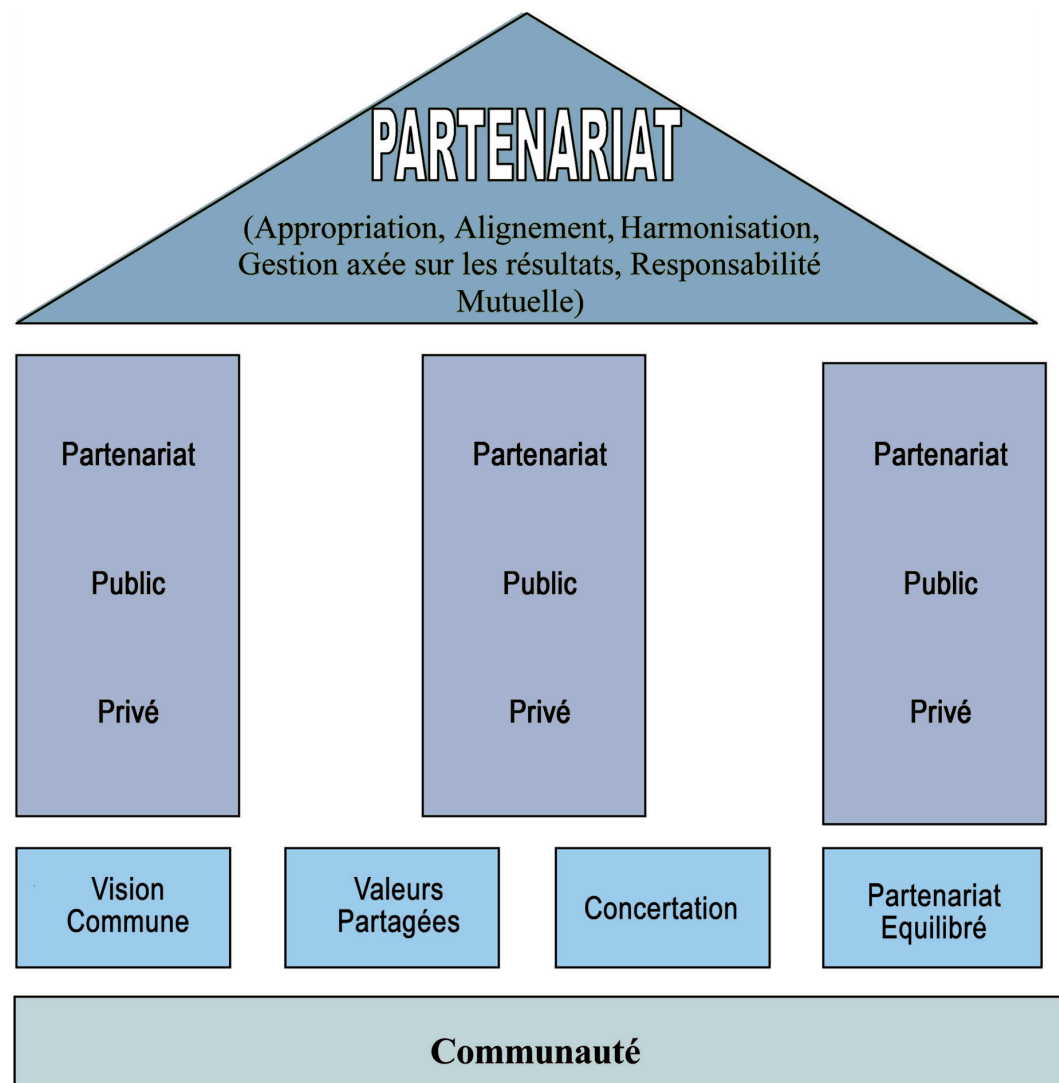 PARTENARIAT
(Appropriation, Alignement, Harmonisation,
Gestion axée sur les résultats, Responsabilité
Mutuelle)
Partenariat
Public
Privé
Partenariat
Public
Privé
Partenariat
Public
Privé
Vision
Commune
Valeurs
Partagées
Concertation
Partenariat
Equilibré
Communauté